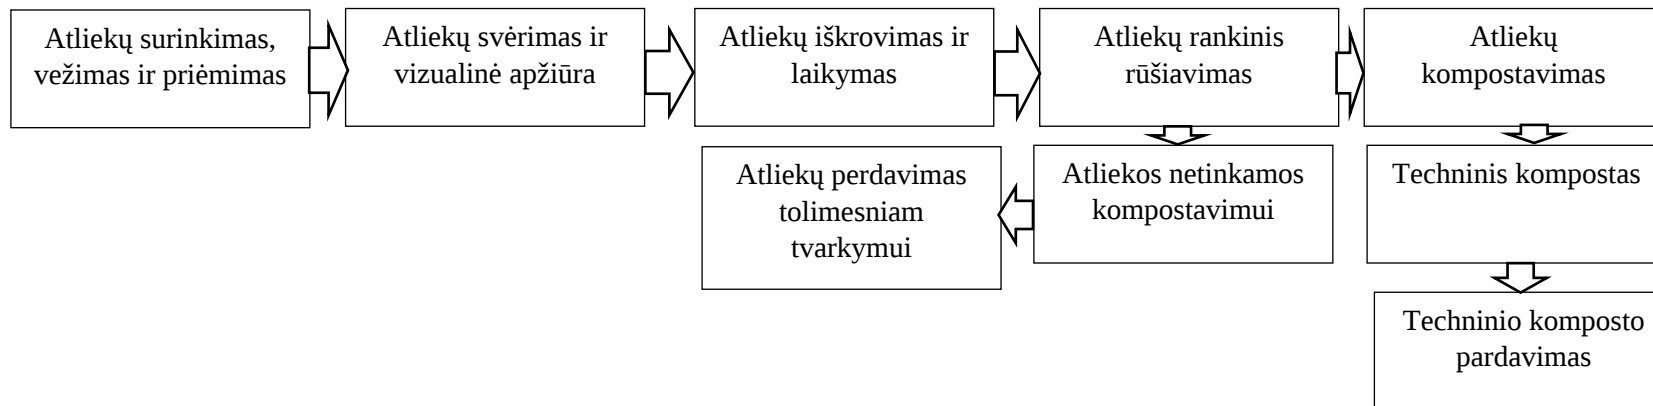 Atliekų surinkimas,
vežimas ir priėmimas
Atliekų svėrimas ir
vizualinė apžiūra
Atliekų iškrovimas ir
laikymas
Atliekų rankinis
rūšiavimas
Atliekų
kompostavimas
Atliekų perdavimas
tolimesniam
tvarkymui
Atliekos netinkamos
kompostavimui
Techninis kompostas
Techninio komposto
pardavimas